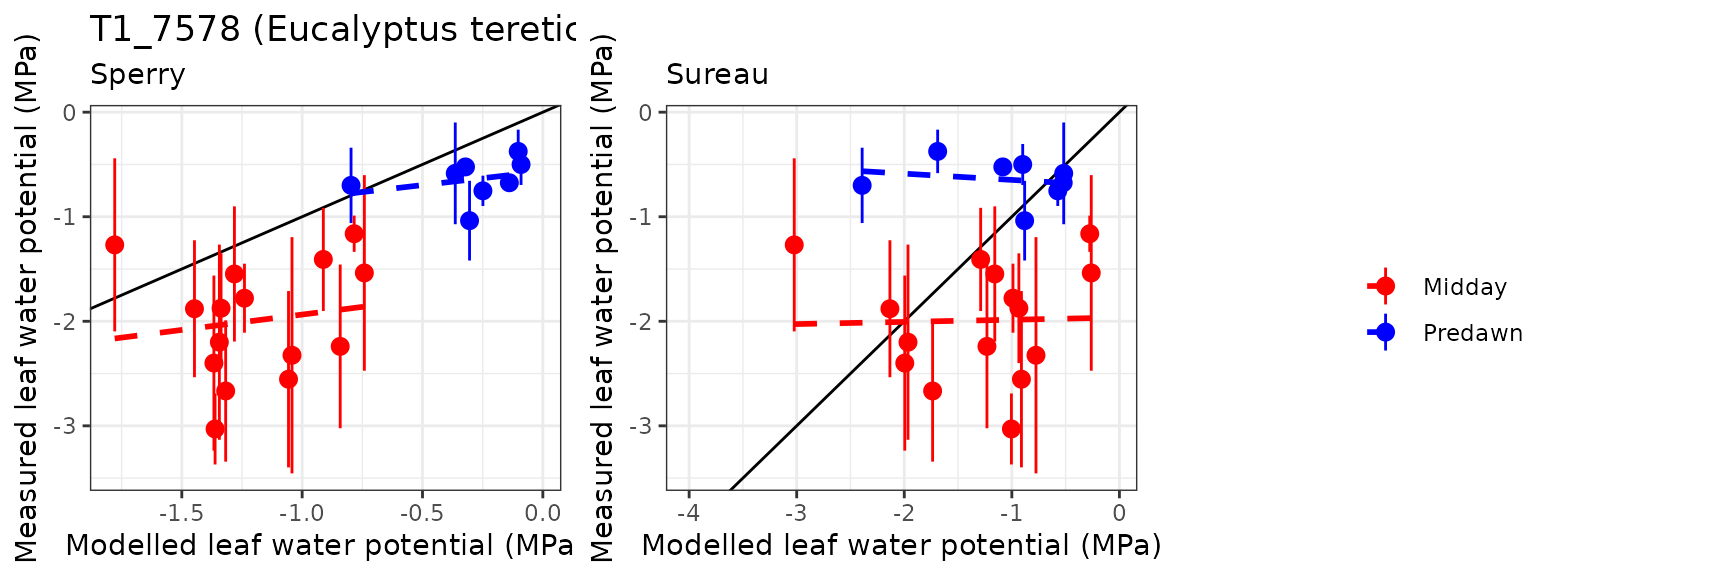 T1_7578 (Eucalyptus teretic
Sperry
Measured leaf water potential (MPa)
0
-1
-2
-3
-1.5
-1.0
-0.5
0.0
Modelled leaf water potential (MPa
Sureau
Measured leaf water potential (MPa)
0
-1
-2
-3
-4
-3
-2
-1
0
Modelled leaf water potential (MPa)
Midday
Predawn